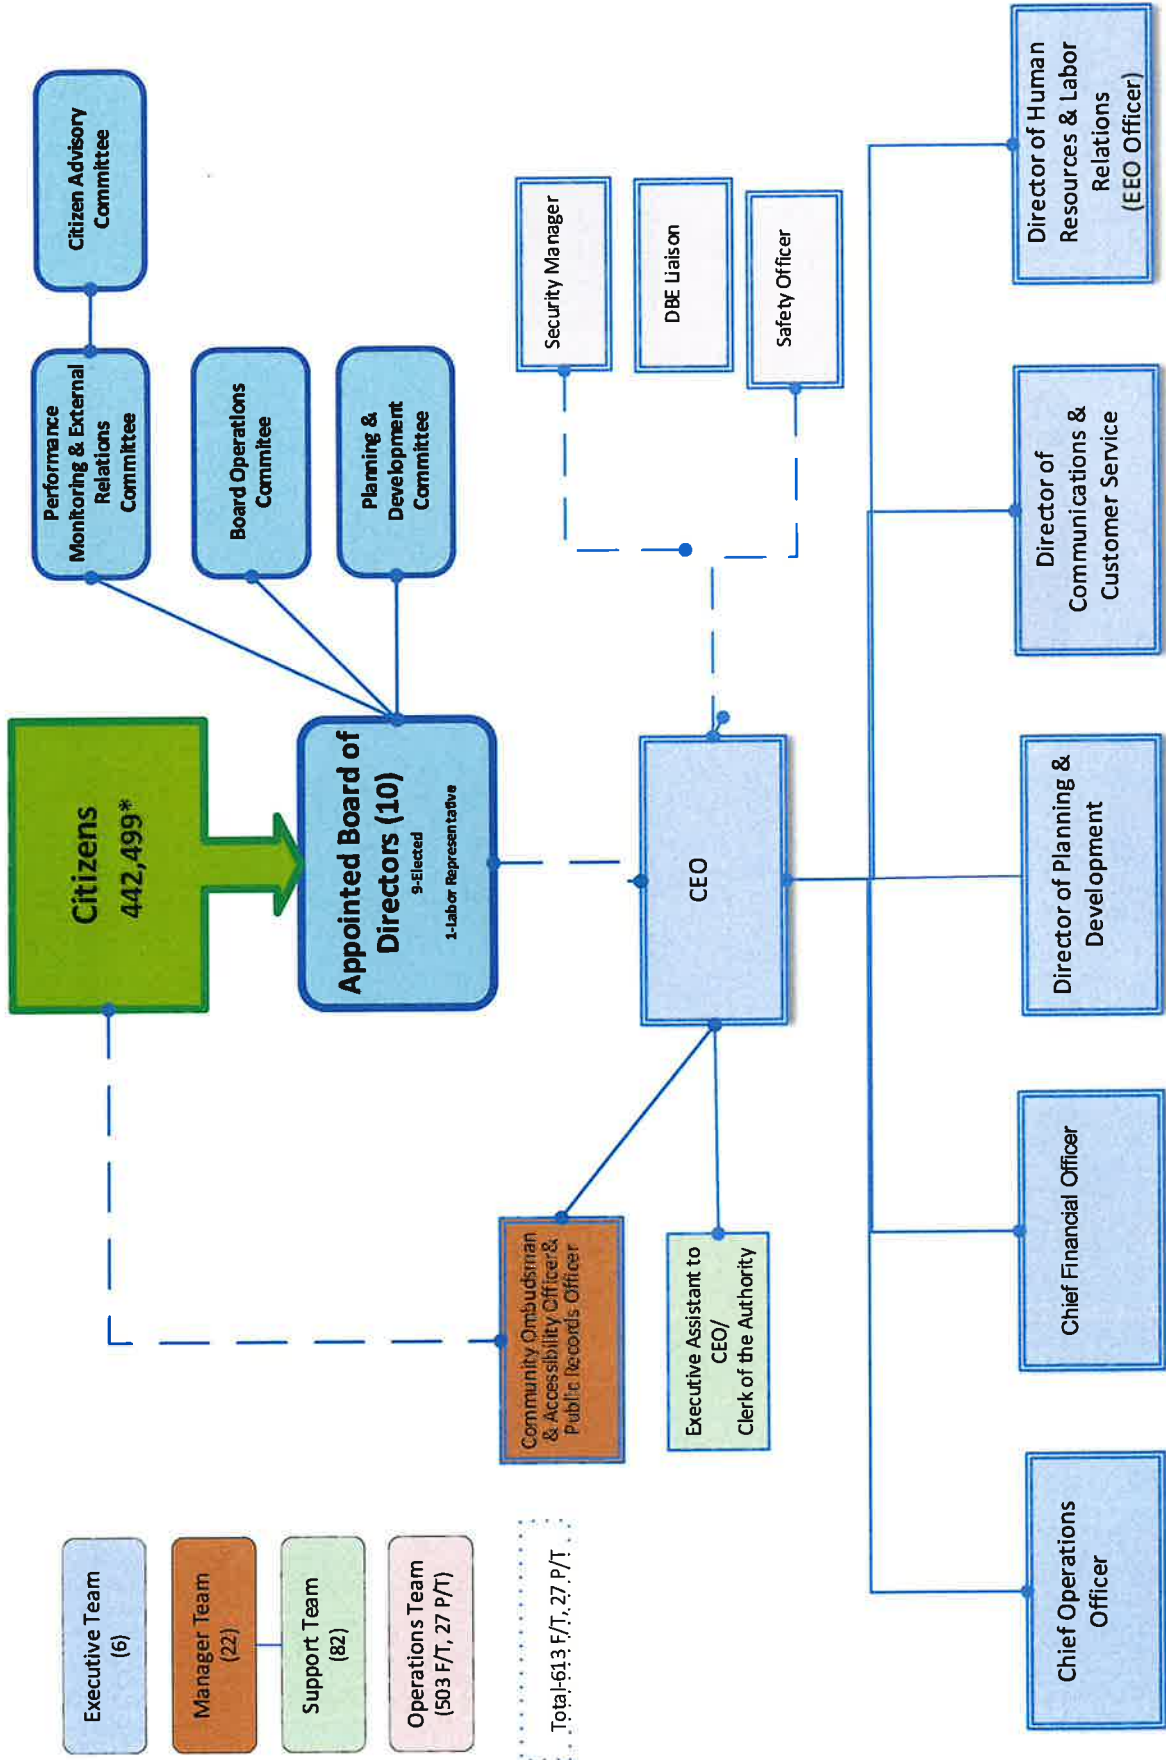 Executive Team
(6)
Manager Team
(22)
Support Team
(82)
Operations Team
(503 F/T, 27 P/T)
Total-613 F/T, 27 P/T
Citizens
442,499*
Appointed Board of
Directors (10)
9-Elected
1-Labor Representative
Performance
Monitoring & External
Relations
Committee
Citizen Advisory
Committee
Board Operations
Commitee
Planning &
Development
Committee
Community Ombudsman
& Accessibility Officer&
Public Records Officer
Executive Assistant to
CEO/
Clerk of the Authority
CEO
Security Manager
DBE Liaison
Safety Officer
Chief Operations
Officer
Chief Financial Officer
Director of Planning &
Development
Director of
Communications &
Customer Service
Director of Human
Resources & Labor
Relations
(EEO Officer)